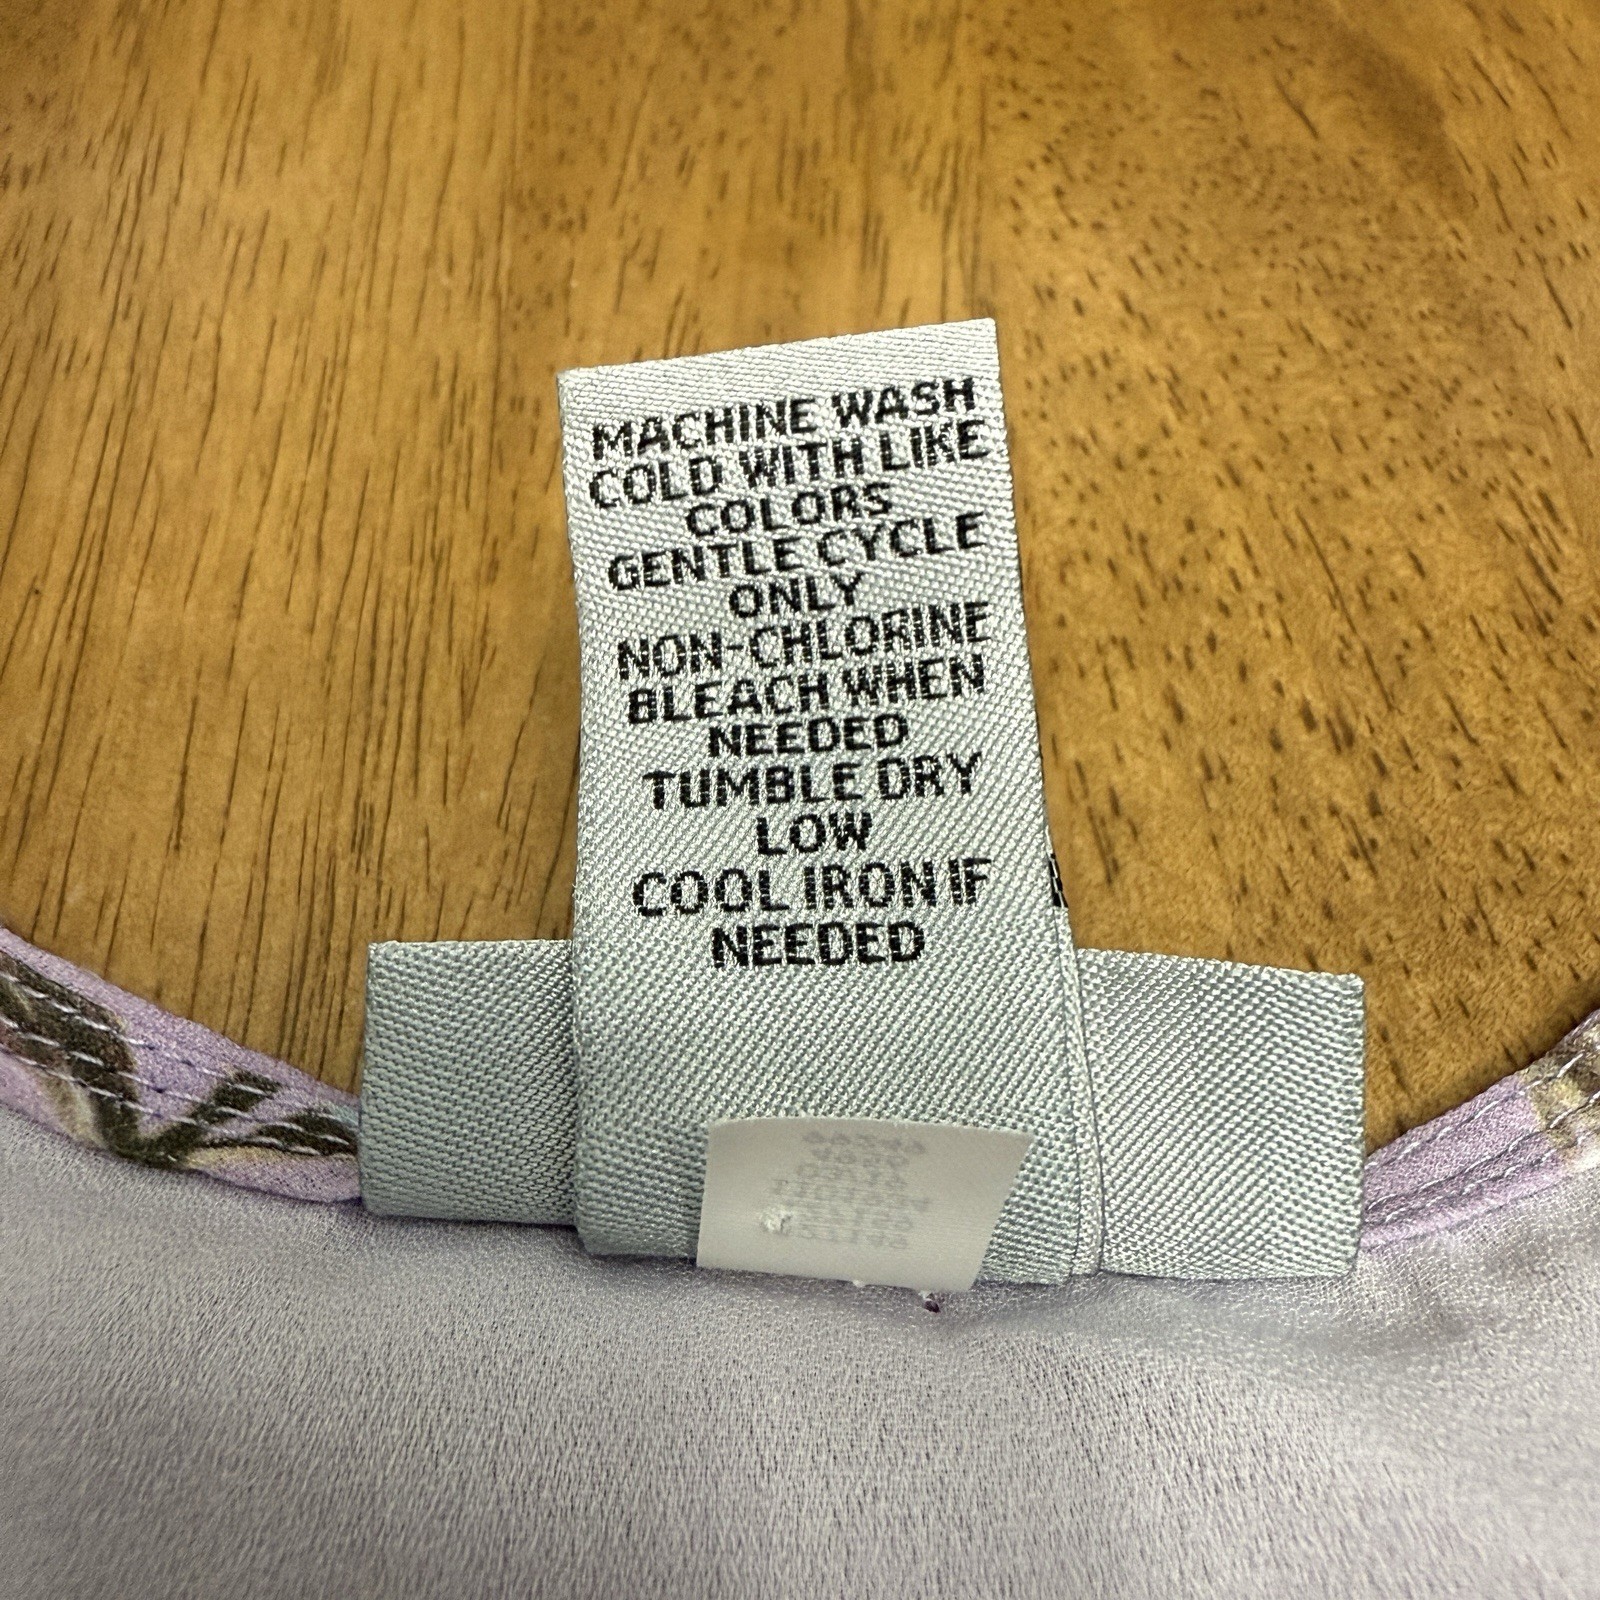 MACHINE WASH
COLD WITH LIKE
COLORS
GENTLE CYCLE
ONLY
NON-CHLORINE
BLEACH WHEN
NEEDED
TUMBLE DRY
LOW
COOL IRON IF
NEEDED